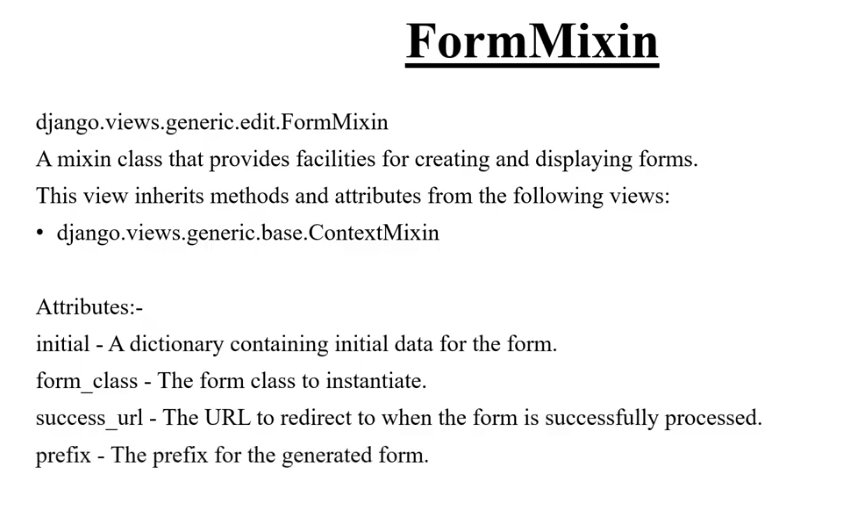 FormMixin
django.views.generic.edit.FormMixin
A mixin class that provides facilities for creating and displaying forms.
This view inherits methods and attributes from the following views:
• django.views.generic.base.ContextMixin
Attributes:-
initial - A dictionary containing initial data for the form.
form_class - The form class to instantiate.
success_url - The URL to redirect to when the form is successfully processed.
prefix - The prefix for the generated form.